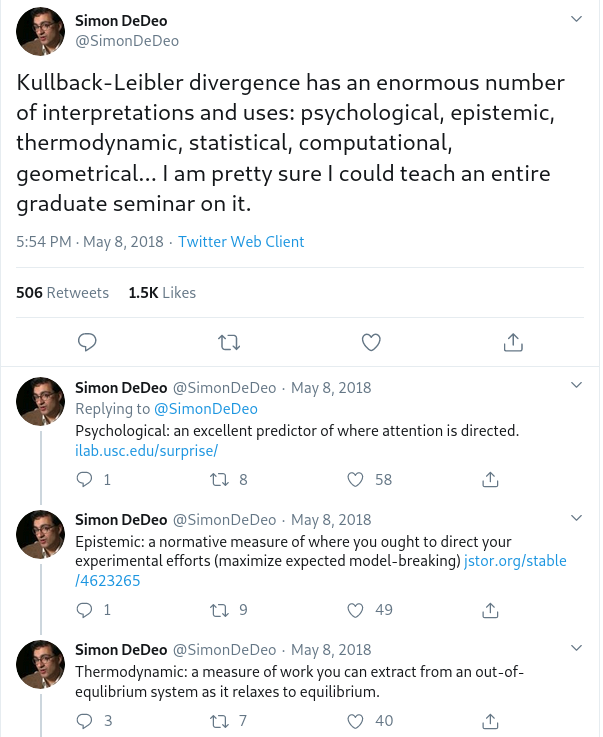 Simon DeDeo
@SimonDeDeo
Kullback-Leibler divergence has an enormous number
of interpretations and uses: psychological, epistemic,
thermodynamic, statistical, computational,
geometrical... I am pretty sure I could teach an entire
graduate seminar on it.
5:54 PM · May 8, 2018 · Twitter Web Client
506 Retweets 1.5K Likes
Simon DeDeo @SimonDeDeo · May 8, 2018
Replying to @SimonDeDeo
Psychological: an excellent predictor of where attention is directed.
ilab.usc.edu/surprise/
1 8 58
Simon DeDeo @SimonDeDeo · May 8, 2018
Epistemic: a normative measure of where you ought to direct your
experimental efforts (maximize expected model-breaking) jstor.org/stable
/4623265
1 9 49
Simon DeDeo @SimonDeDeo · May 8, 2018
Thermodynamic: a measure of work you can extract from an out-of-
equlibrium system as it relaxes to equilibrium.
3 7 40